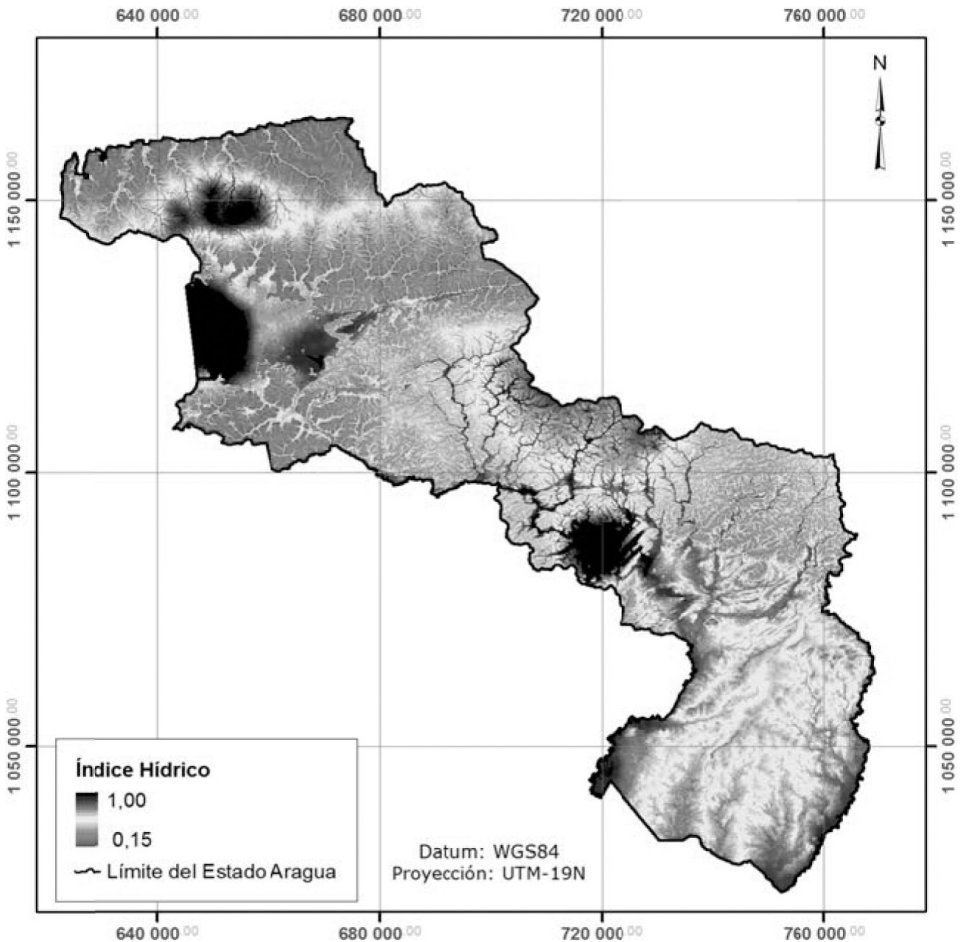 640 000.00 680 000.00 720 000.00 760 000.00
N
1 150 000.00 1 150 000.00
1 100 000.00 1 100 000.00
1 050 000.00 1 050 000.00
Índice Hídrico
1,00
0,15
Límite del Estado Aragua
Datum: WGS84
Proyección: UTM-19N
640 000.00 680 000.00 720 000.00 760 000.00